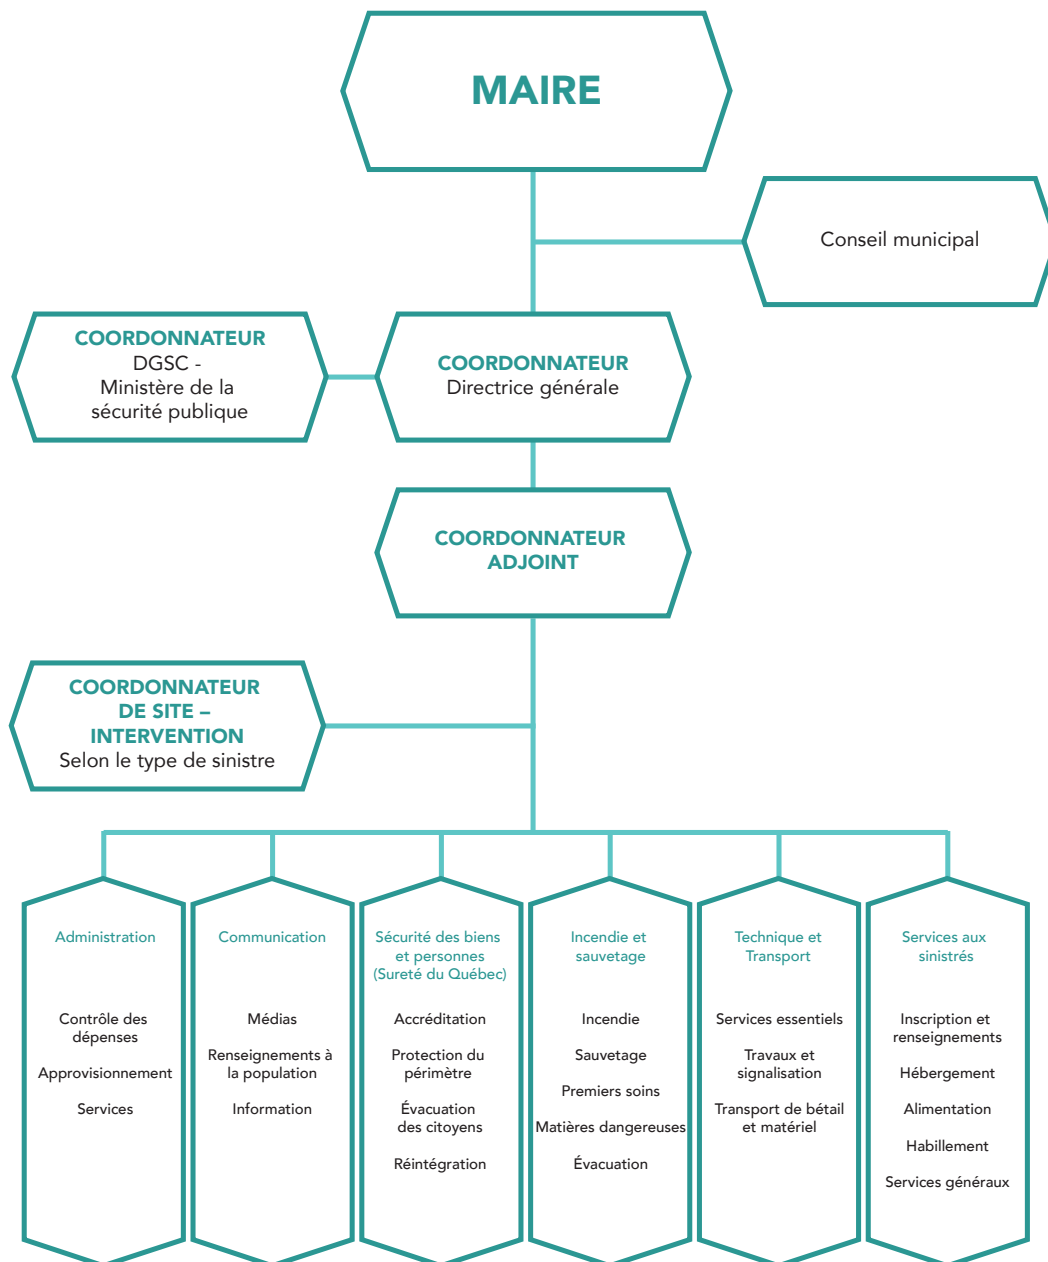 MAIRE
Conseil municipal
COORDONNATEUR
DGSC -
Ministère de la
sécurité publique
COORDONNATEUR
Directrice générale
COORDONNATEUR
ADJOINT
COORDONNATEUR
DE SITE –
INTERVENTION
Selon le type de sinistre
Administration
Contrôle des
dépenses
Approvisionnement
Services
Communication
Médias
Renseignements à
la population
Information
Sécurité des biens
et personnes
(Sureté du Québec)
Accréditation
Protection du
périmètre
Évacuation
des citoyens
Réintégration
Incendie et
sauvetage
Incendie
Sauvetage
Premiers soins
Matières dangereuses
Évacuation
Technique et
Transport
Services essentiels
Travaux et
signalisation
Transport de bétail
et matériel
Services aux
sinistrés
Inscription et
renseignements
Hébergement
Alimentation
Habillement
Services généraux